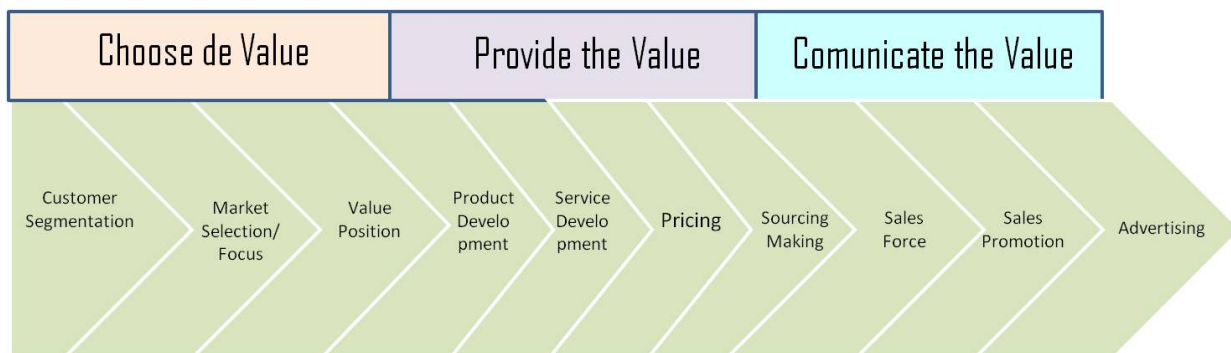 Choose de Value
Provide the Value
Comunicate the Value
Customer
Segmentation
Market
Selection/
Focus
Value
Position
Product
Develo
pment
Service
Develo
pment
Pricing
Sourcing
Making
Sales
Force
Sales
Promotion
Advertising